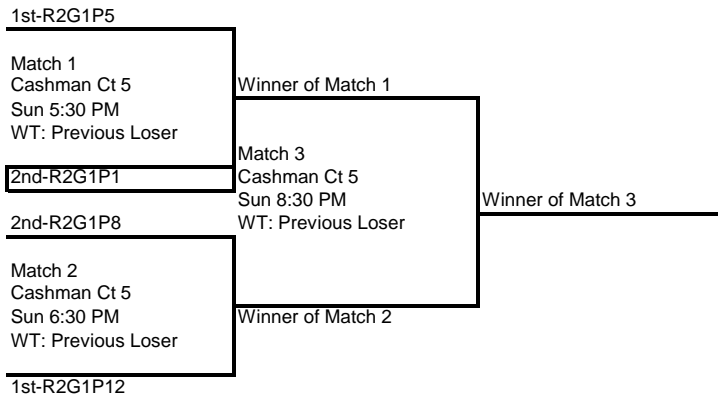 1st-R2G1P5
Match 1
Cashman Ct 5
Sun 5:30 PM
WT: Previous Loser
2nd-R2G1P1
2nd-R2G1P8
Match 2
Cashman Ct 5
Sun 6:30 PM
WT: Previous Loser
1st-R2G1P12
Winner of Match 1
Match 3
Cashman Ct 5
Sun 8:30 PM
WT: Previous Loser
Winner of Match 2
Winner of Match 3